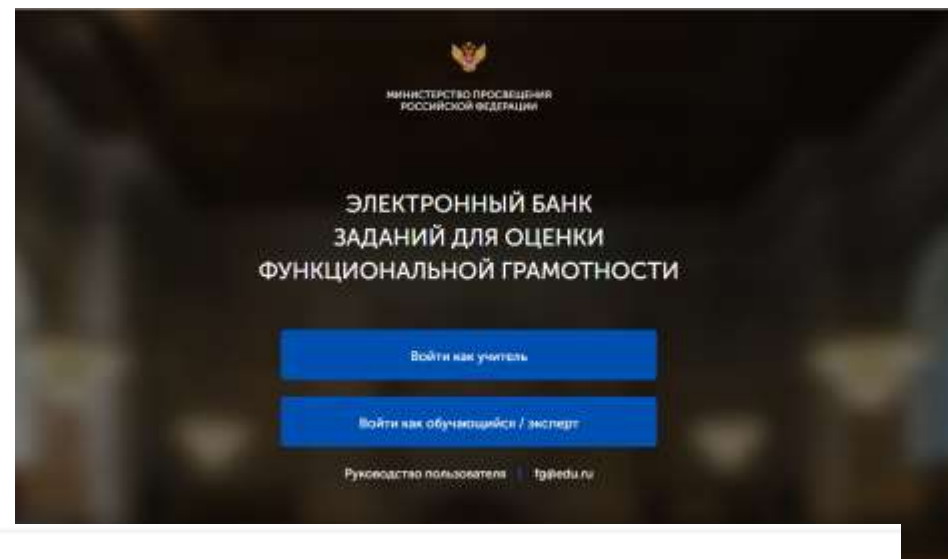 МИНИСТЕРСТВО ПРОСВЕЩЕНИЯ
РОССИЙСКОЙ ФЕДЕРАЦИИ
ЭЛЕКТРОННЫЙ БАНК
ЗАДАНИЙ ДЛЯ ОЦЕНКИ
ФУНКЦИОНАЛЬНОЙ ГРАМОТНОСТИ
Войти как учитель
Войти как обучающийся / эксперт
Руководство пользователя | fg@edu.ru